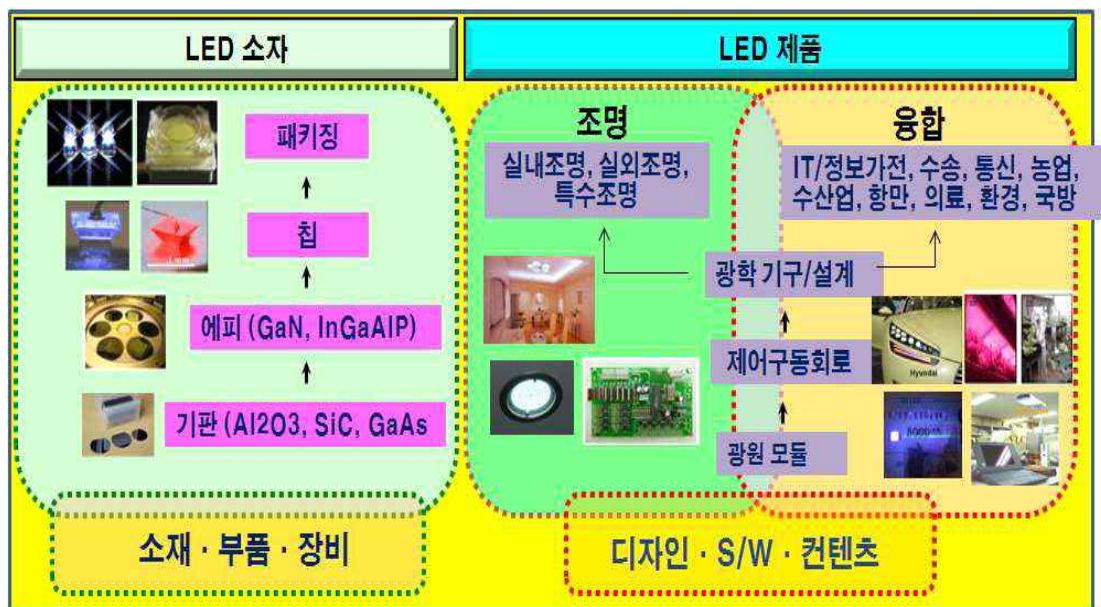 LED 소자
LED 제품
패키징
칩
에피 (GaN, InGaAlP)
기판 (Al2O3, SiC, GaAs
소재 · 부품 · 장비
조명
실내조명, 실외조명,
특수조명
융합
IT/정보가전, 수송, 통신, 농업,
수산업, 항만, 의료, 환경, 국방
광학 기구/설계
제어구동회로
광원 모듈
Hyundai
디자인 · S/W · 컨텐츠